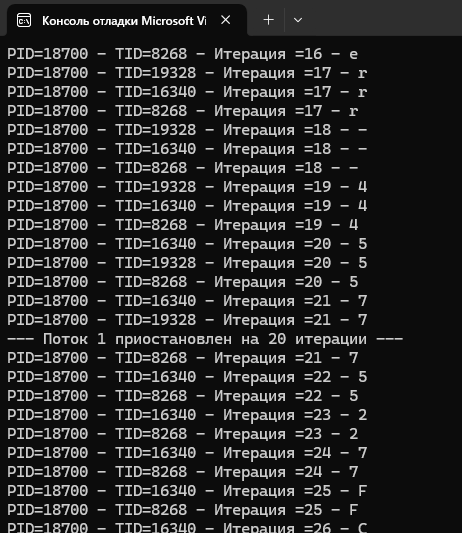 Консоль отладки Microsoft Vi
PID=18700 - TID=8268 - Итерация =16 - e
PID=18700 - TID=19328 - Итерация =17 - r
PID=18700 - TID=16340 - Итерация =17 - r
PID=18700 - TID=8268 - Итерация =17 - r
PID=18700 - TID=19328 - Итерация =18 - -
PID=18700 - TID=16340 - Итерация =18 - -
PID=18700 - TID=8268 - Итерация =18 - -
PID=18700 - TID=19328 - Итерация =19 - 4
PID=18700 - TID=16340 - Итерация =19 - 4
PID=18700 - TID=8268 - Итерация =19 - 4
PID=18700 - TID=16340 - Итерация =20 - 5
PID=18700 - TID=19328 - Итерация =20 - 5
PID=18700 - TID=8268 - Итерация =20 - 5
PID=18700 - TID=16340 - Итерация =21 - 7
PID=18700 - TID=19328 - Итерация =21 - 7
--- Поток 1 приостановлен на 20 итерации ---
PID=18700 - TID=8268 - Итерация =21 - 7
PID=18700 - TID=16340 - Итерация =22 - 5
PID=18700 - TID=8268 - Итерация =22 - 5
PID=18700 - TID=16340 - Итерация =23 - 2
PID=18700 - TID=8268 - Итерация =23 - 2
PID=18700 - TID=16340 - Итерация =24 - 7
PID=18700 - TID=8268 - Итерация =24 - 7
PID=18700 - TID=16340 - Итерация =25 - F
PID=18700 - TID=8268 - Итерация =25 - F
PID=18700 - TID=16340 - Итерация =26 - C